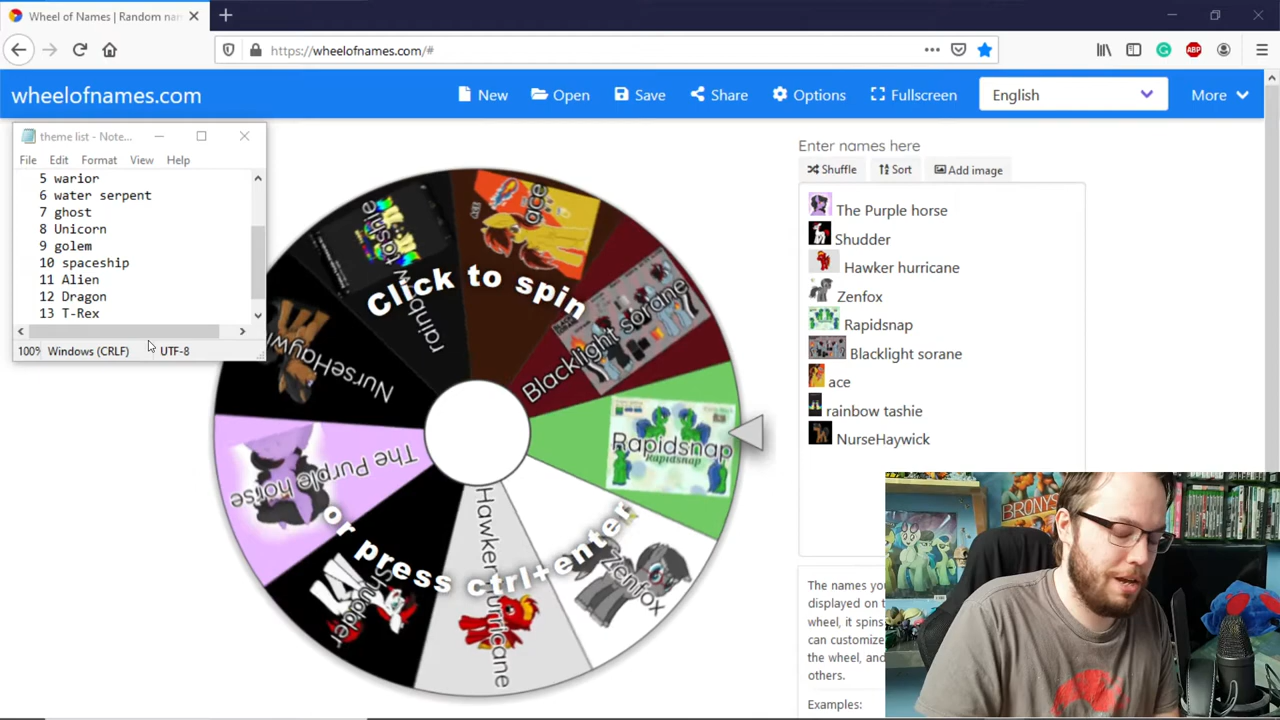 Wheel of Names | Random nar
https://wheelofnames.com/#
ABP
wheelofnames.com
New
Open
Save
Share
Options
Fullscreen
English
More
theme list - Note...
File Edit Format View Help
5 warior
6 water serpent
7 ghost
8 Unicorn
9 golem
10 spaceship
11 Alien
12 Dragon
13 T-Rex
100% Windows (CRLF) UTF-8
Click to spin
or press ctrl+enter
ace
Blacklight sorane
Rapidsnap
Rapidsnap
Zenfox
Hawker hurricane
Shudder
The Purple horse
NurseHaywick
rainbow tashie
Enter names here
Shuffle
Sort
Add image
The Purple horse
Shudder
Hawker hurricane
Zenfox
Rapidsnap
Blacklight sorane
ace
rainbow tashie
NurseHaywick
The names yo
displayed on t
wheel, it spins
can customize
the wheel, and
others.
Examples:
BRONYS